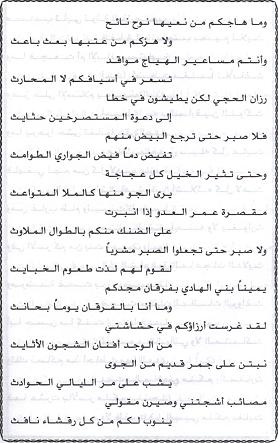 وما هاجكم من نعيها نوح نائح
ولا هزكم من عتبها بعث باعث
وأنتم مساعير الهياج مواقد
تسعر في أسيافكم لا المحارث
رزان الحجي لكن يطيشون في خطا
إلى دعوة المستصرخين حثايث
فلا صبر حتى ترجع البيض منهم
تفيض دماً فيض الجواري الطوامث
وحتى تثير الخيل كل عجاجة
يرى الجو منها كالملا المتواعث
مقصرة عمر العدو إذا انبرت
على الضنك منكم بالطوال الملاوث
ولا صبر حتى تجعلوا الصبر مشرباً
لقوم لهم لذت طعوم الخبايث
يميناً بني الهادي بفرقان مجدكم
وما أنا بالفرقان يوماً بحانث
لقد غرست أرزاؤكم في حشاشتي
من الوجد أفنان الشجون الأثايث
نبتن على جمر قديم من الجوى
يشب على مر الليالي الحوادث
مصائب أشجتني وصيرن مقولي
ينوب لكم من كل رقشاء نافث